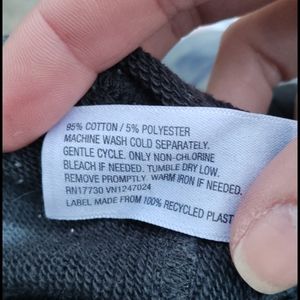 95% COTTON / 5% POLYESTER
MACHINE WASH COLD SEPARATELY.
GENTLE CYCLE. ONLY NON-CHLORINE
BLEACH IF NEEDED. TUMBLE DRY LOW.
REMOVE PROMPTLY. WARM IRON IF NEEDED.
RN17730 VN1247024
LABEL MADE FROM 100% RECYCLED PLAST